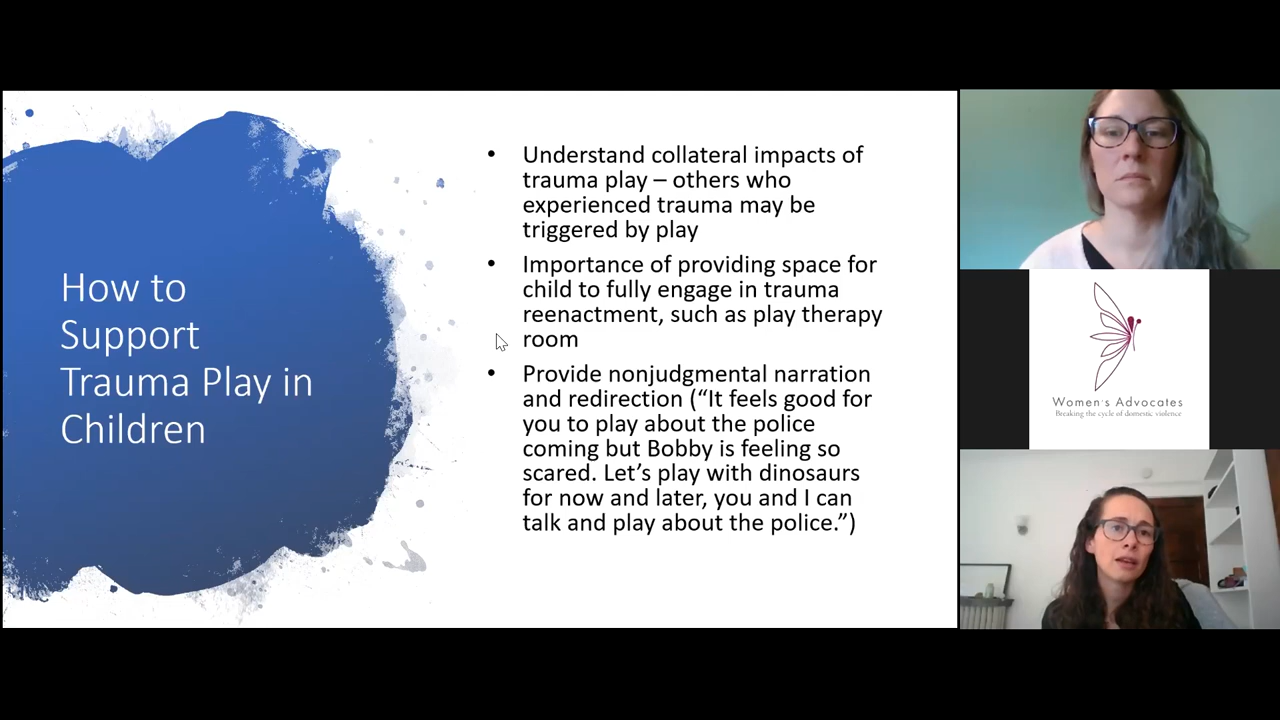 How to
Support
Trauma Play in
Children
• Understand collateral impacts of
trauma play – others who
experienced trauma may be
triggered by play
• Importance of providing space for
child to fully engage in trauma
reenactment, such as play therapy
room
• Provide nonjudgmental narration
and redirection (“It feels good for
you to play about the police
coming but Bobby is feeling so
scared. Let’s play with dinosaurs
for now and later, you and I can
talk and play about the police.”)
Women's Advocates
Breaking the cycle of domestic violence